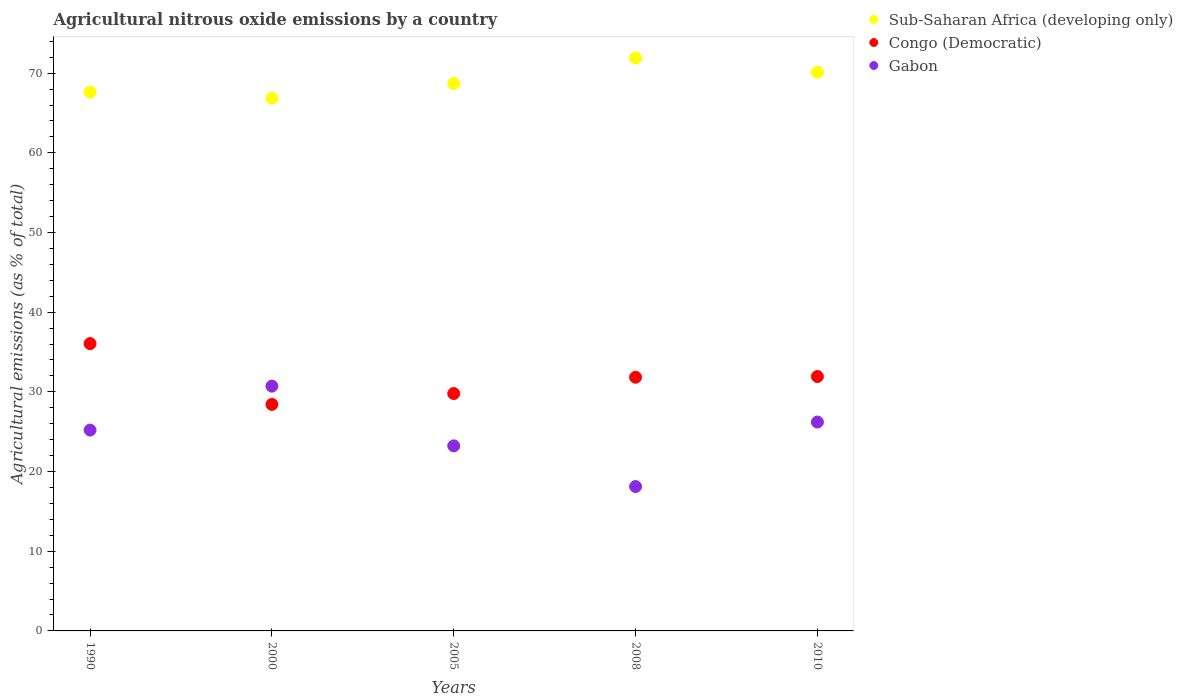 Agricultural nitrous oxide emissions by a country
Sub-Saharan Africa (developing only)
Congo (Democratic)
Gabon
Agricultural emissions (as % of total)
70
60
50
40
30
20
10
0
1990
2000
2005
2008
2010
Years